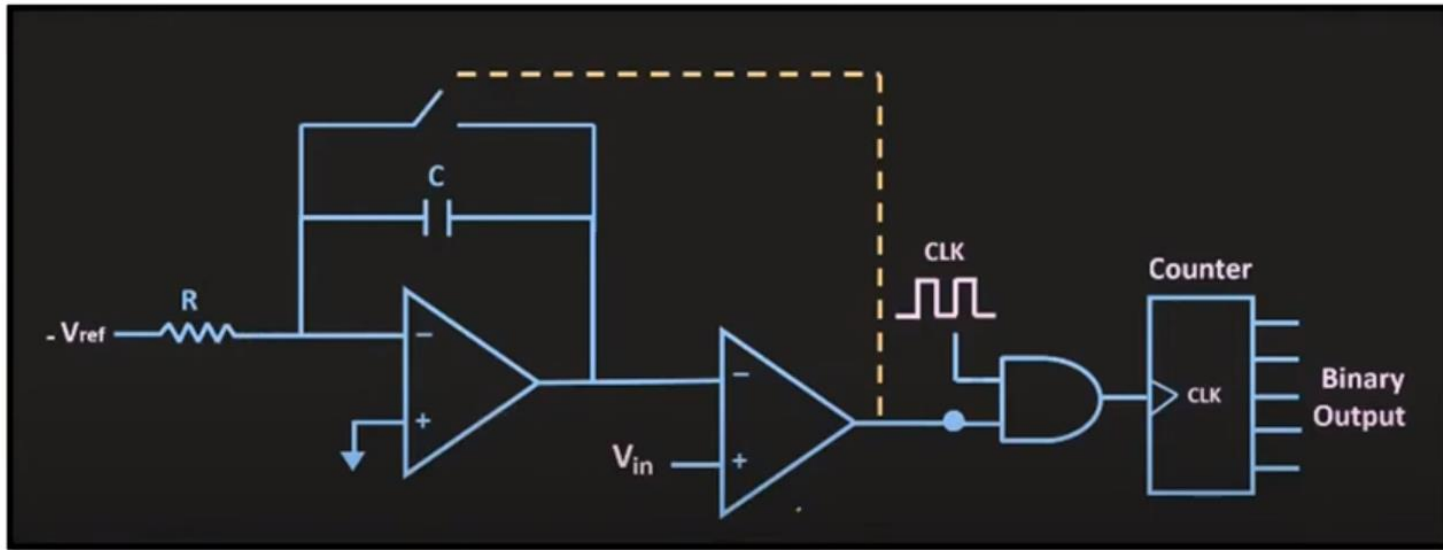 C
CLK
Counter
R
- Vref
−
−
+
+
Vin
CLK
Binary
Output